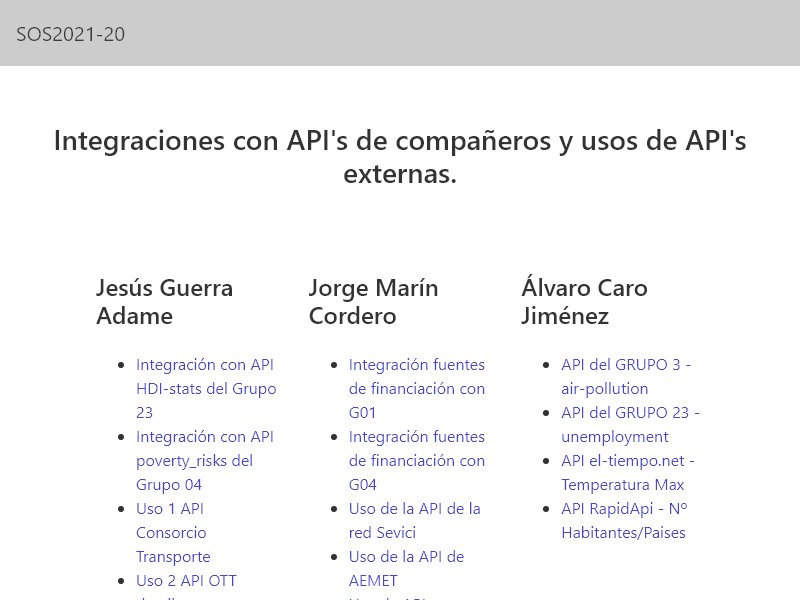 SOS2021-20
Integraciones con API's de compañeros y usos de API's
externas.
Jesús Guerra
Adame
Integración con API
HDI-stats del Grupo
23
Integración con API
poverty_risks del
Grupo 04
Uso 1 API
Consorcio
Transporte
Uso 2 API OTT
Jorge Marín
Cordero
Integración fuentes
de financiación con
G01
Integración fuentes
de financiación con
G04
Uso de la API de la
red Sevici
Uso de la API de
AEMET
Álvaro Caro
Jiménez
API del GRUPO 3 -
air-pollution
API del GRUPO 23 -
unemployment
API el-tiempo.net -
Temperatura Max
API RapidApi - Nº
Habitantes/Paises